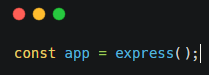 const app = express();